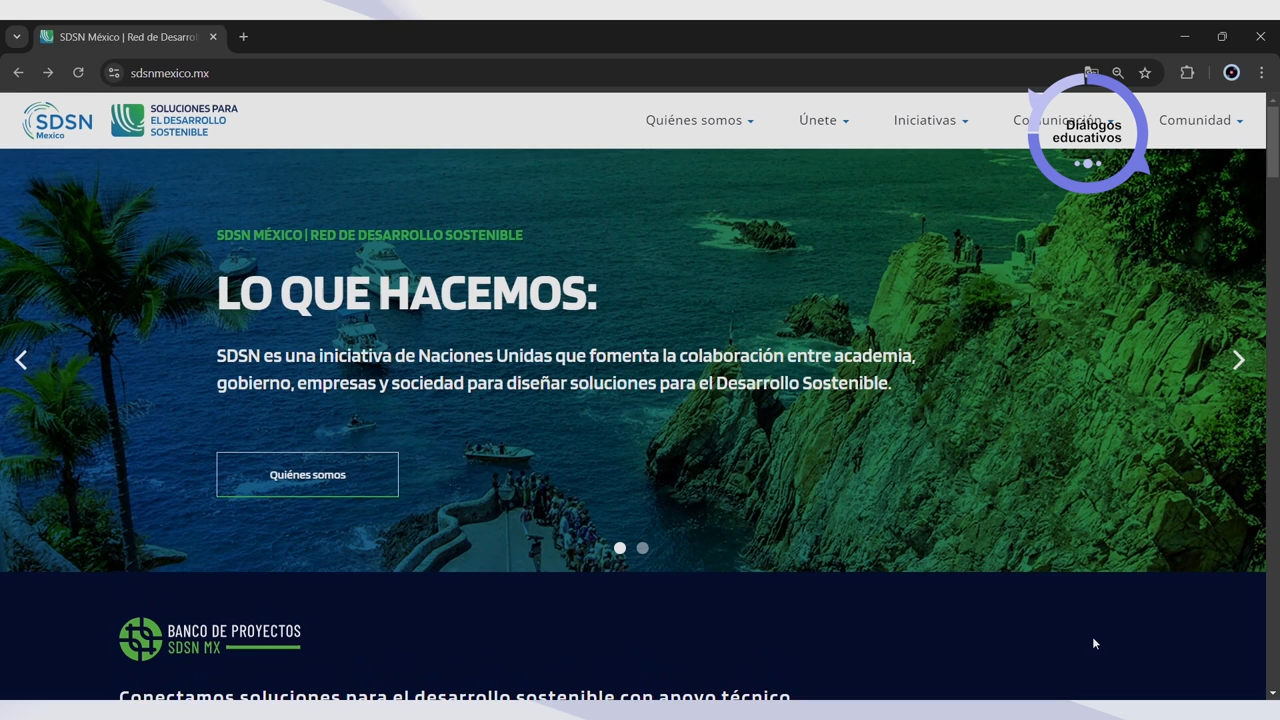 SDSN México | Red de Desarrol
sdsnmexico.mx
SDSN
Mexico
SOLUCIONES PARA
EL DESARROLLO
SOSTENIBLE
Quiénes somos
Únete
Iniciativas
Comunicación
Comunidad
Diálogos
educativos
SDSN MÉXICO | RED DE DESARROLLO SOSTENIBLE
LO QUE HACEMOS:
SDSN es una iniciativa de Naciones Unidas que fomenta la colaboración entre academia,
gobierno, empresas y sociedad para diseñar soluciones para el Desarrollo Sostenible.
Quiénes somos
BANCO DE PROYECTOS
SDSN MX
Conectamos soluciones para el desarrollo sostenible con apoyo técnico